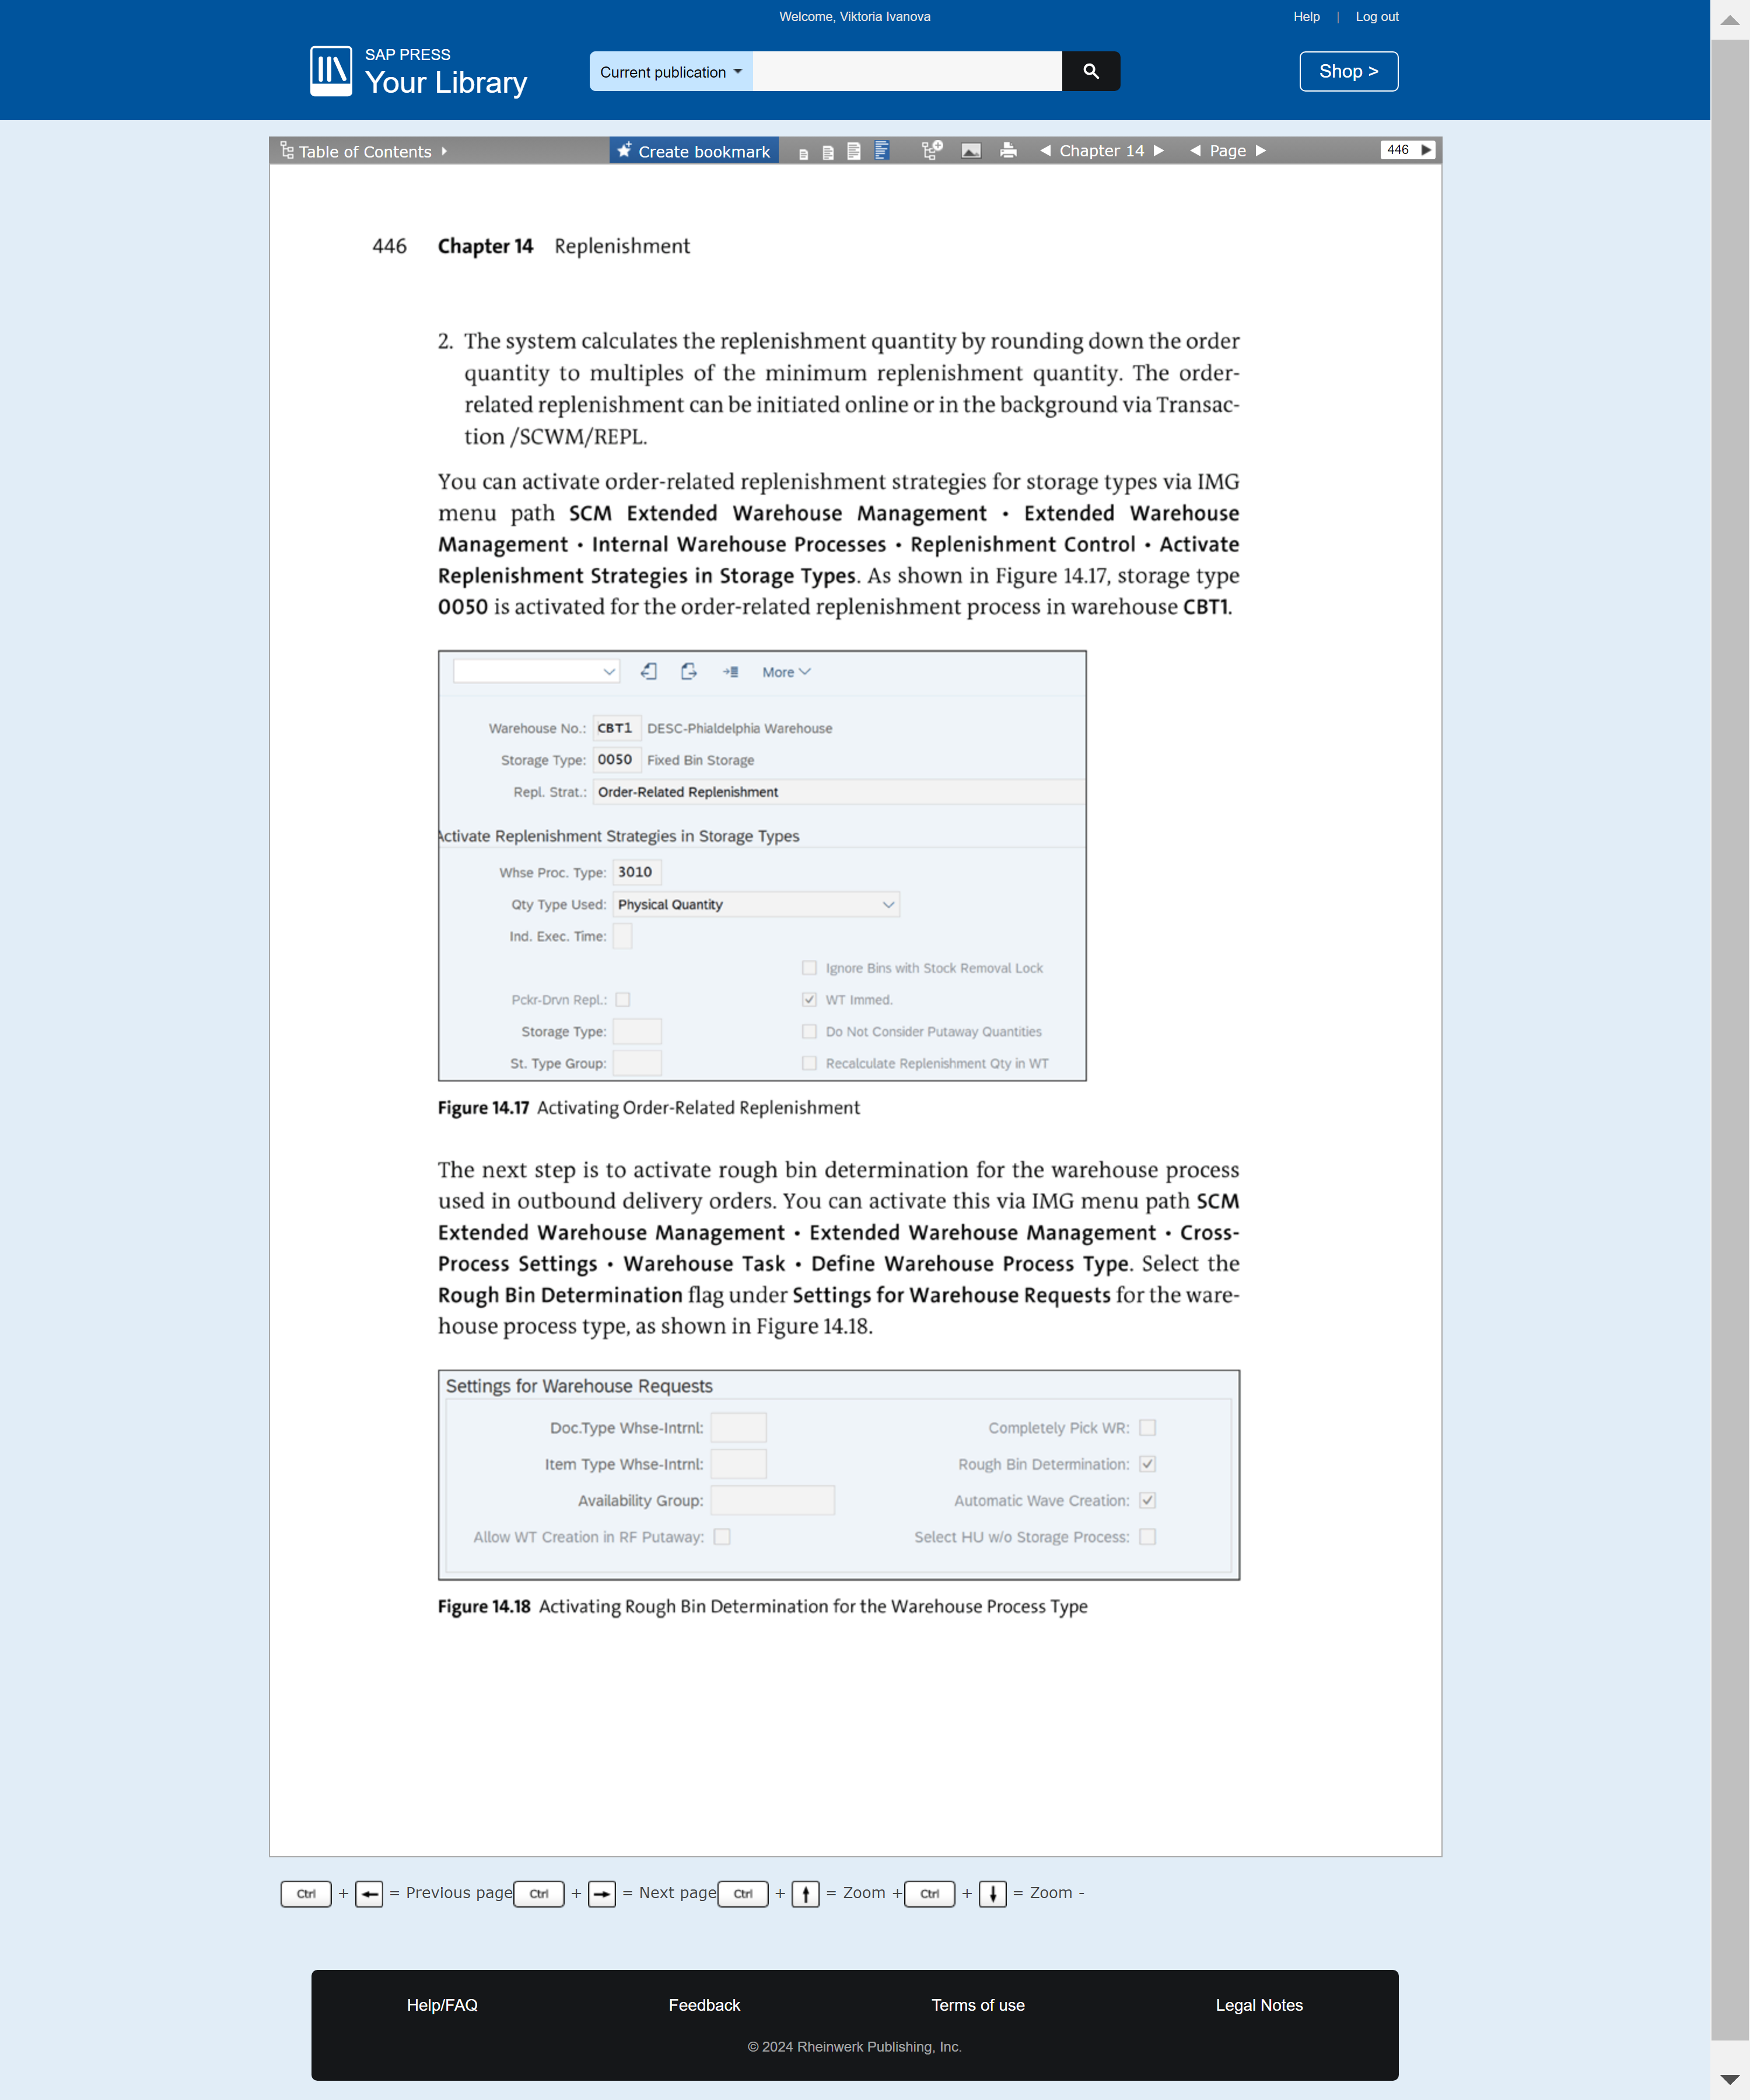 Welcome, Viktoria Ivanova
Help | Log out
SAP PRESS
Your Library
Current publication
Shop >
Table of Contents
Create bookmark
Chapter 14
Page
446
446 Chapter 14 Replenishment
2. The system calculates the replenishment quantity by rounding down the order
quantity to multiples of the minimum replenishment quantity. The order-
related replenishment can be initiated online or in the background via Transac-
tion /SCWM/REPL.
You can activate order-related replenishment strategies for storage types via IMG
menu path SCM Extended Warehouse Management • Extended Warehouse
Management • Internal Warehouse Processes • Replenishment Control • Activate
Replenishment Strategies in Storage Types. As shown in Figure 14.17, storage type
0050 is activated for the order-related replenishment process in warehouse CBT1.
More
Warehouse No.: CBT1 DESC-Phialdelphia Warehouse
Storage Type: 0050 Fixed Bin Storage
Repl. Strat.: Order-Related Replenishment
Activate Replenishment Strategies in Storage Types
Whse Proc. Type: 3010
Qty Type Used: Physical Quantity
Ind. Exec. Time:
Ignore Bins with Stock Removal Lock
Pckr-Drvn Repl.: WT Immed.
Storage Type: Do Not Consider Putaway Quantities
St. Type Group: Recalculate Replenishment Qty in WT
Figure 14.17 Activating Order-Related Replenishment
The next step is to activate rough bin determination for the warehouse process
used in outbound delivery orders. You can activate this via IMG menu path SCM
Extended Warehouse Management • Extended Warehouse Management • Cross-
Process Settings • Warehouse Task • Define Warehouse Process Type. Select the
Rough Bin Determination flag under Settings for Warehouse Requests for the ware-
house process type, as shown in Figure 14.18.
Settings for Warehouse Requests
Doc.Type Whse-Intrnl: Completely Pick WR:
Item Type Whse-Intrnl: Rough Bin Determination:
Availability Group: Automatic Wave Creation:
Allow WT Creation in RF Putaway: Select HU w/o Storage Process:
Figure 14.18 Activating Rough Bin Determination for the Warehouse Process Type
Ctrl + ← = Previous page Ctrl + → = Next page Ctrl + ↑ = Zoom + Ctrl + ↓ = Zoom -
Help/FAQ Feedback Terms of use Legal Notes
© 2024 Rheinwerk Publishing, Inc.